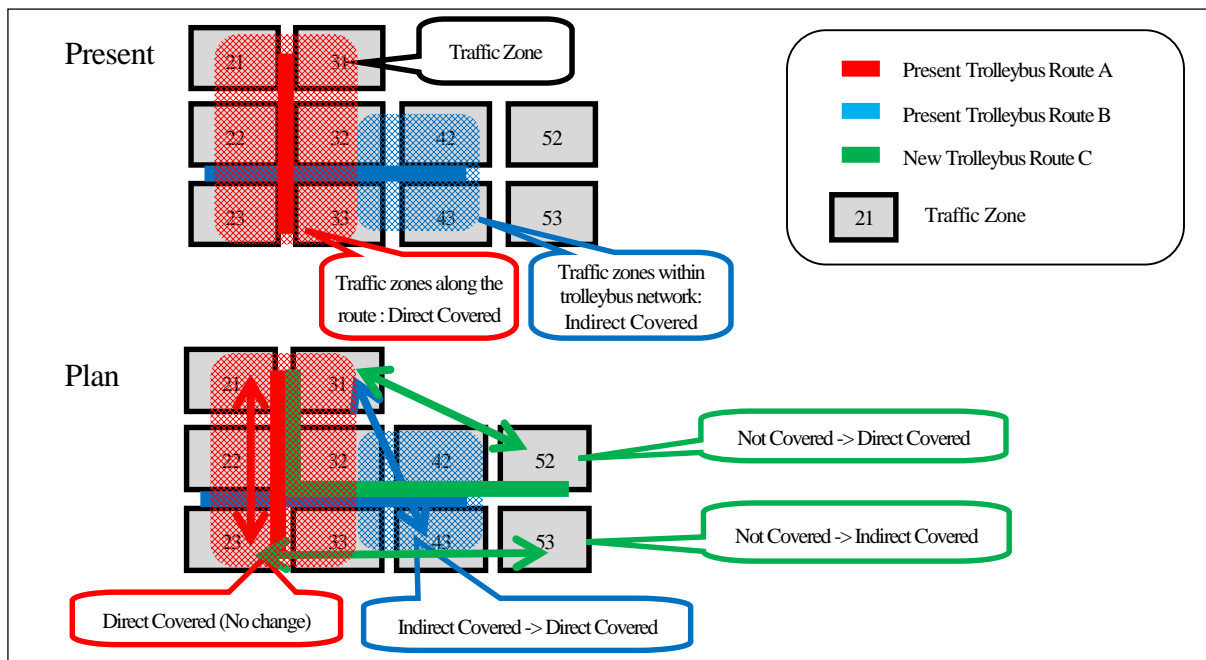 Present
21
31
Traffic Zone
22
32
42
52
23
33
43
53
Traffic zones along the
route : Direct Covered
Traffic zones within
trolleybus network:
Indirect Covered
Present Trolleybus Route A
Present Trolleybus Route B
New Trolleybus Route C
21
Traffic Zone
Plan
21
31
22
32
42
52
23
33
43
53
Not Covered -> Direct Covered
Not Covered -> Indirect Covered
Direct Covered (No change)
Indirect Covered -> Direct Covered